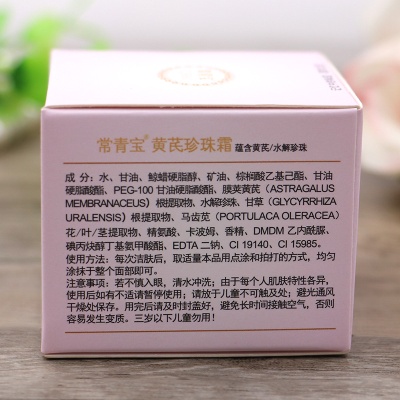 常青宝® 黄芪珍珠霜 蕴含黄芪/水解珍珠
成 分：水、甘油、鲸蜡硬脂醇、矿油、棕榈酸乙基己酯、甘油
硬脂酸酯、PEG-100 甘油硬脂酸酯、膜荚黄芪（ASTRAGALUS
MEMBRANACEUS）根提取物、水解珍珠、甘草（GLYCYRRHIZA
URALENSIS）根提取物、马齿苋（PORTULACA OLERACEA）
花/叶/茎提取物、精氨酸、卡波姆、香精、DMDM 乙内酰脲、
碘丙炔醇丁基氨甲酸酯、EDTA 二钠、CI 19140、CI 15985。
使用方法：每次洁肤后，取适量本品用点涂和拍打的方式，均匀
涂抹于整个面部即可。
注意事项：若不慎入眼，清水冲洗；由于每个人肌肤特性各异，
使用后如有不适请暂停使用；请放于儿童不可触及处；避光通风
干燥处保存。用完后请及时封盖好，避免长时间接触空气，否则
容易发生变质。三岁以下儿童勿用！